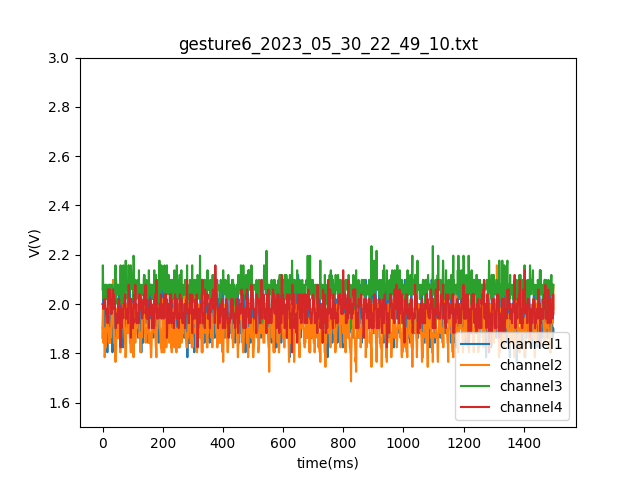 gesture6_2023_05_30_22_49_10.txt
3.0
2.8
2.6
2.4
2.2
2.0
1.8
1.6
V(V)
channel1
channel2
channel3
channel4
0 200 400 600 800 1000 1200 1400
time(ms)